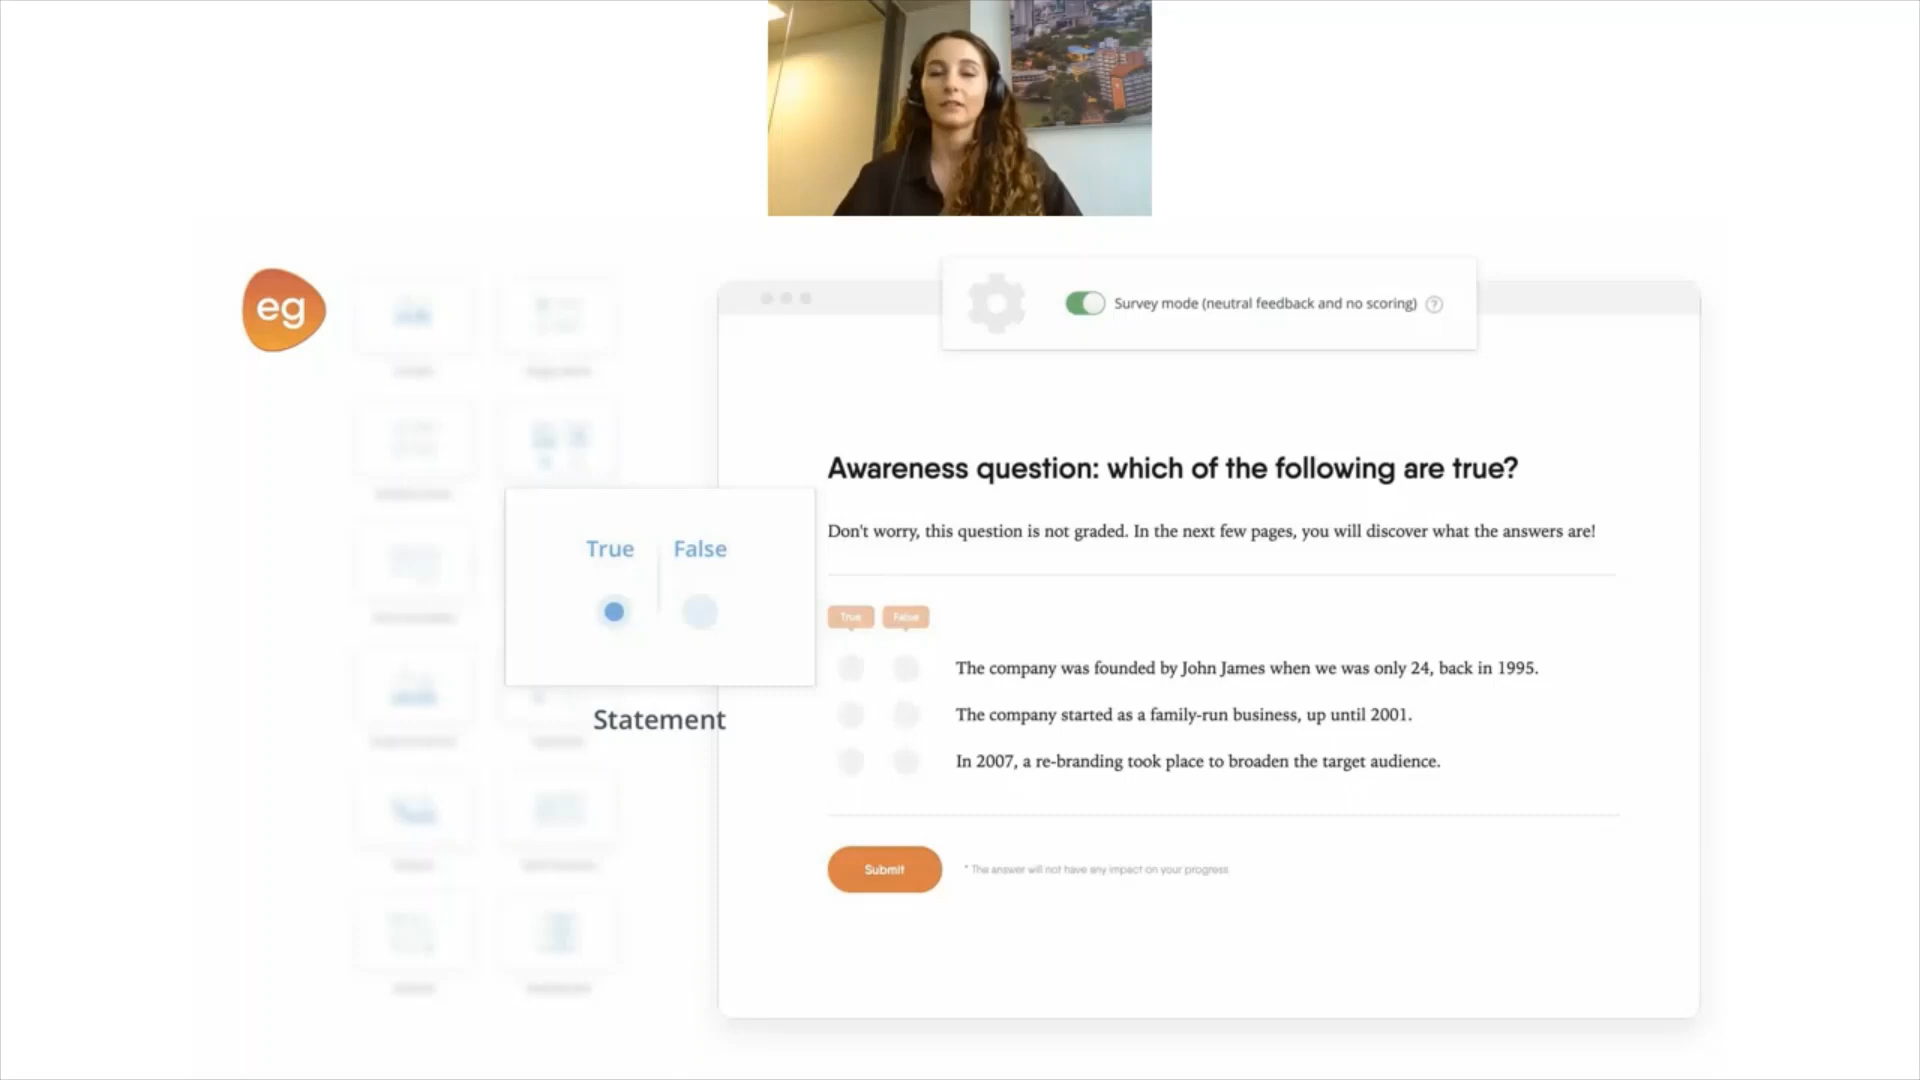 eg
Survey mode (neutral feedback and no scoring) ?
Awareness question: which of the following are true?
Don't worry, this question is not graded. In the next few pages, you will discover what the answers are!
True False
Statement
True False
The company was founded by John James when we was only 24, back in 1995.
The company started as a family-run business, up until 2001.
In 2007, a re-branding took place to broaden the target audience.
Submit
* The answer will not have any impact on your progress